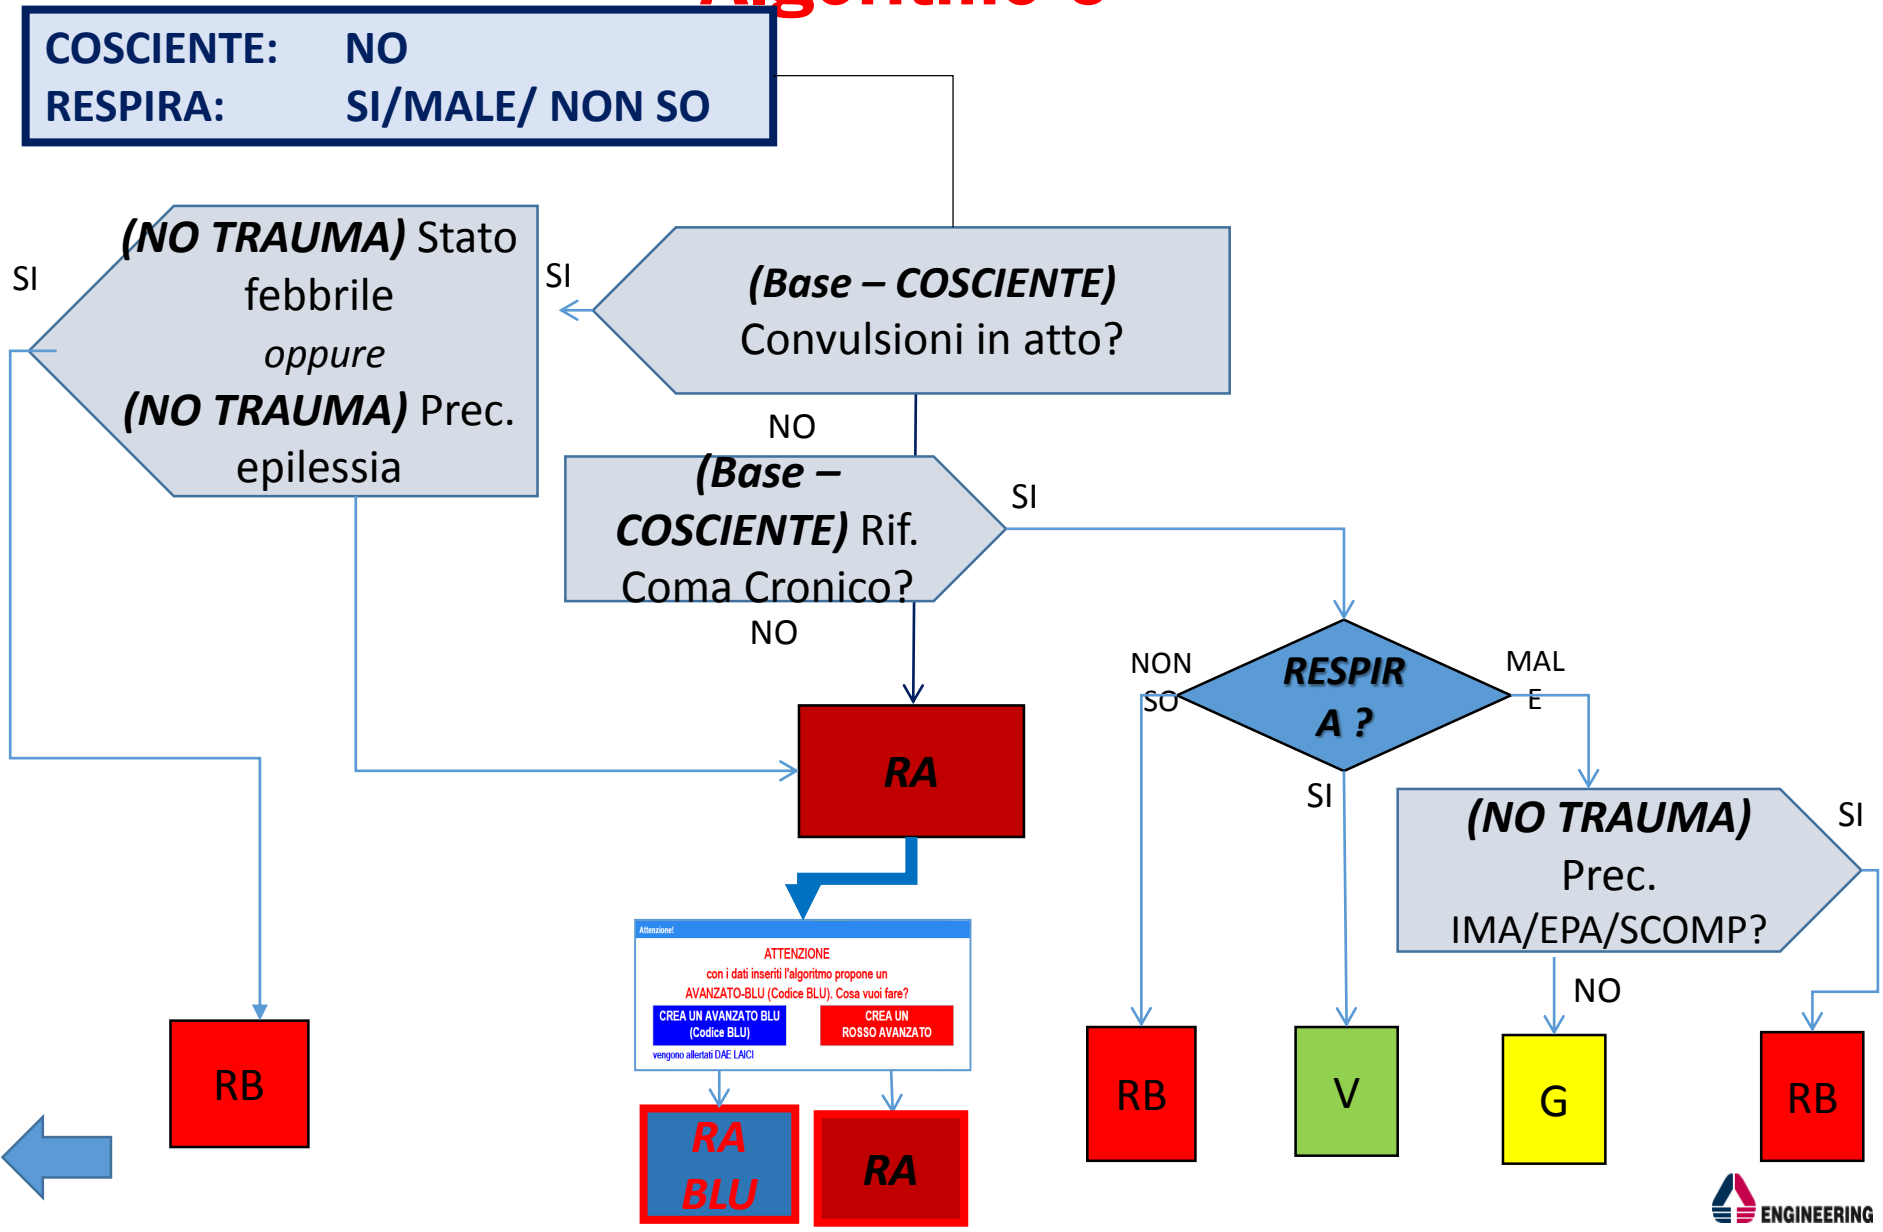 COSCIENTE: NO
RESPIRA: SI/MALE/ NON SO
(NO TRAUMA) Stato
febbrile
oppure
(NO TRAUMA) Prec.
epilessia
SI
SI
(Base – COSCIENTE)
Convulsioni in atto?
NO
(Base –
COSCIENTE) Rif.
Coma Cronico?
SI
NO
RA
NON
SO
RESPIR
A ?
MAL
E
SI
(NO TRAUMA)
Prec.
IMA/EPA/SCOMP?
SI
NO
Attenzione!
ATTENZIONE
con i dati inseriti l'algoritmo propone un
AVANZATO-BLU (Codice BLU). Cosa vuoi fare?
CREA UN AVANZATO BLU
(Codice BLU)
CREA UN
ROSSO AVANZATO
vengono allertati DAE LAICI
RB
RA
BLU
RA
RB
V
G
RB
ENGINEERING